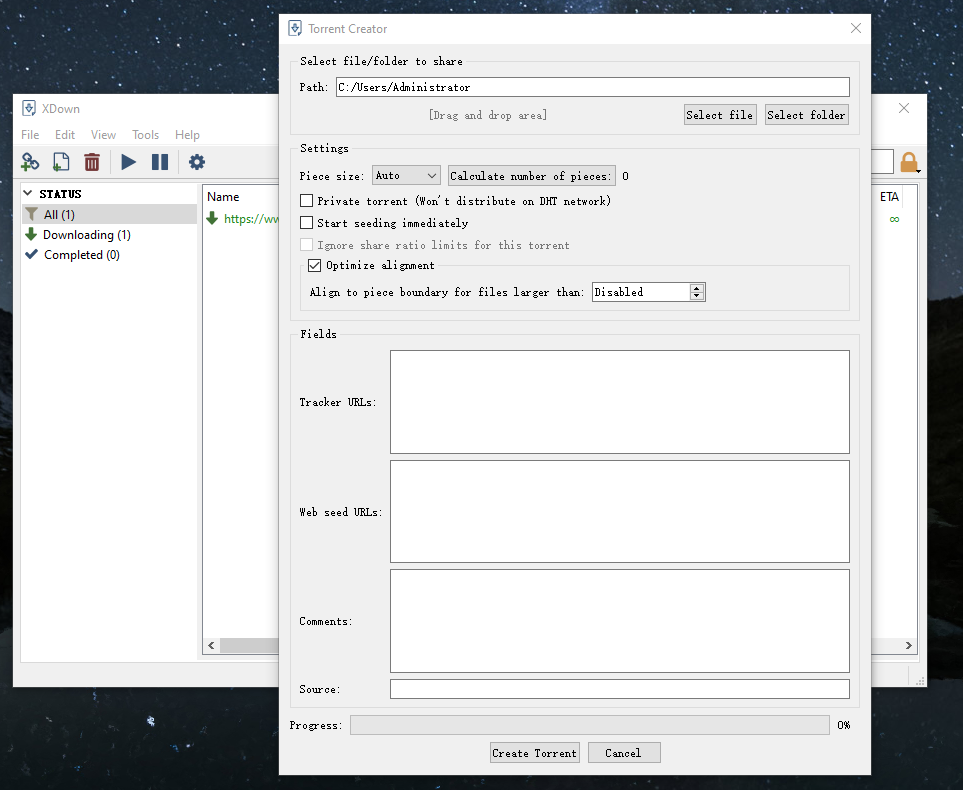 Torrent Creator
Select file/folder to share
Path: C:/Users/Administrator
[Drag and drop area] Select file Select folder
Settings
Piece size: Auto Calculate number of pieces: 0
Private torrent (Won't distribute on DHT network)
Start seeding immediately
Ignore share ratio limits for this torrent
Optimize alignment
Align to piece boundary for files larger than: Disabled
Fields
Tracker URLs:
Web seed URLs:
Comments:
Source:
Progress: 0%
Create Torrent Cancel
XDown
File Edit View Tools Help
STATUS
All (1)
Downloading (1)
Completed (0)
Name ETA
https://ww ∞